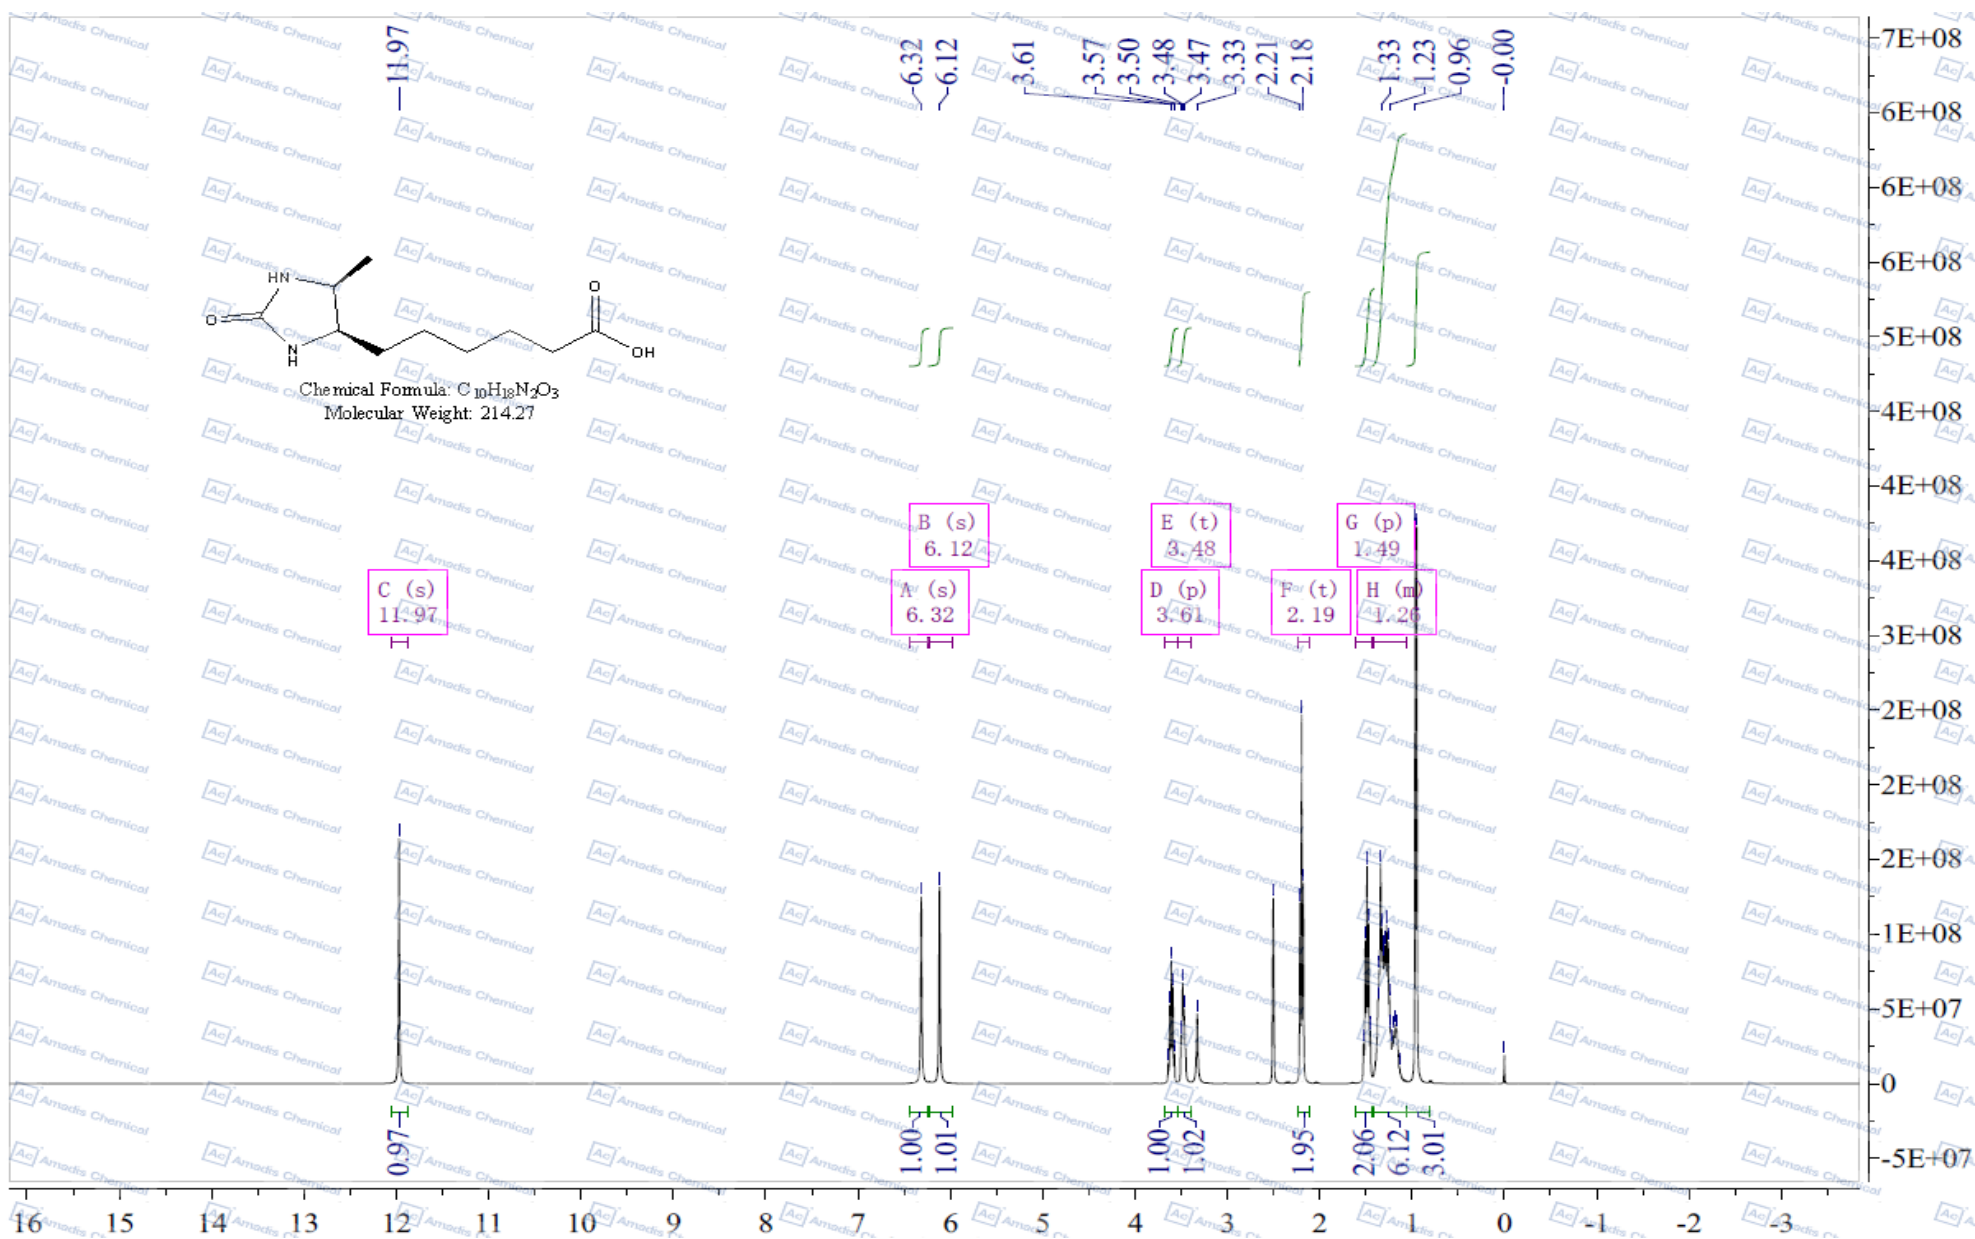 11.97
6.32
6.12
3.61
3.57
3.50
3.48
3.47
3.33
2.21
2.18
1.33
1.23
0.96
-0.00
7E+08
6E+08
6E+08
6E+08
5E+08
4E+08
4E+08
4E+08
3E+08
2E+08
2E+08
2E+08
1E+08
5E+07
0
-5E+07
HN
O
N
H
O
OH
Chemical Formula: C10H18N2O3
Molecular Weight: 214.27
B (s)
6.12
E (t)
3.48
G (p)
1.49
C (s)
11.97
A (s)
6.32
D (p)
3.61
F (t)
2.19
H (m)
1.26
0.97
1.00
1.01
1.00
1.02
1.95
2.06
6.12
3.01
16 15 14 13 12 11 10 9 8 7 6 5 4 3 2 1 0 -1 -2 -3
Ac Amadis Chemical